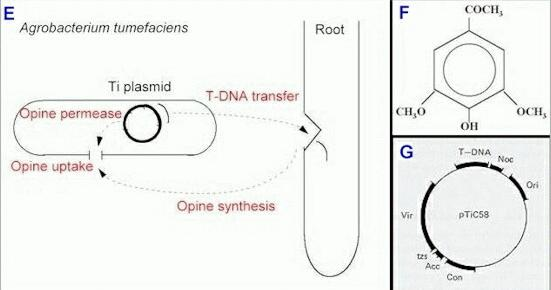 E
Agrobacterium tumefaciens
Root
Ti plasmid
T-DNA transfer
Opine permease
Opine uptake
Opine synthesis
F
COCH₃
CH₃O
OCH₃
OH
G
T-DNA
Noc
Ori
Vir
pTiC58
tzs
Acc
Con